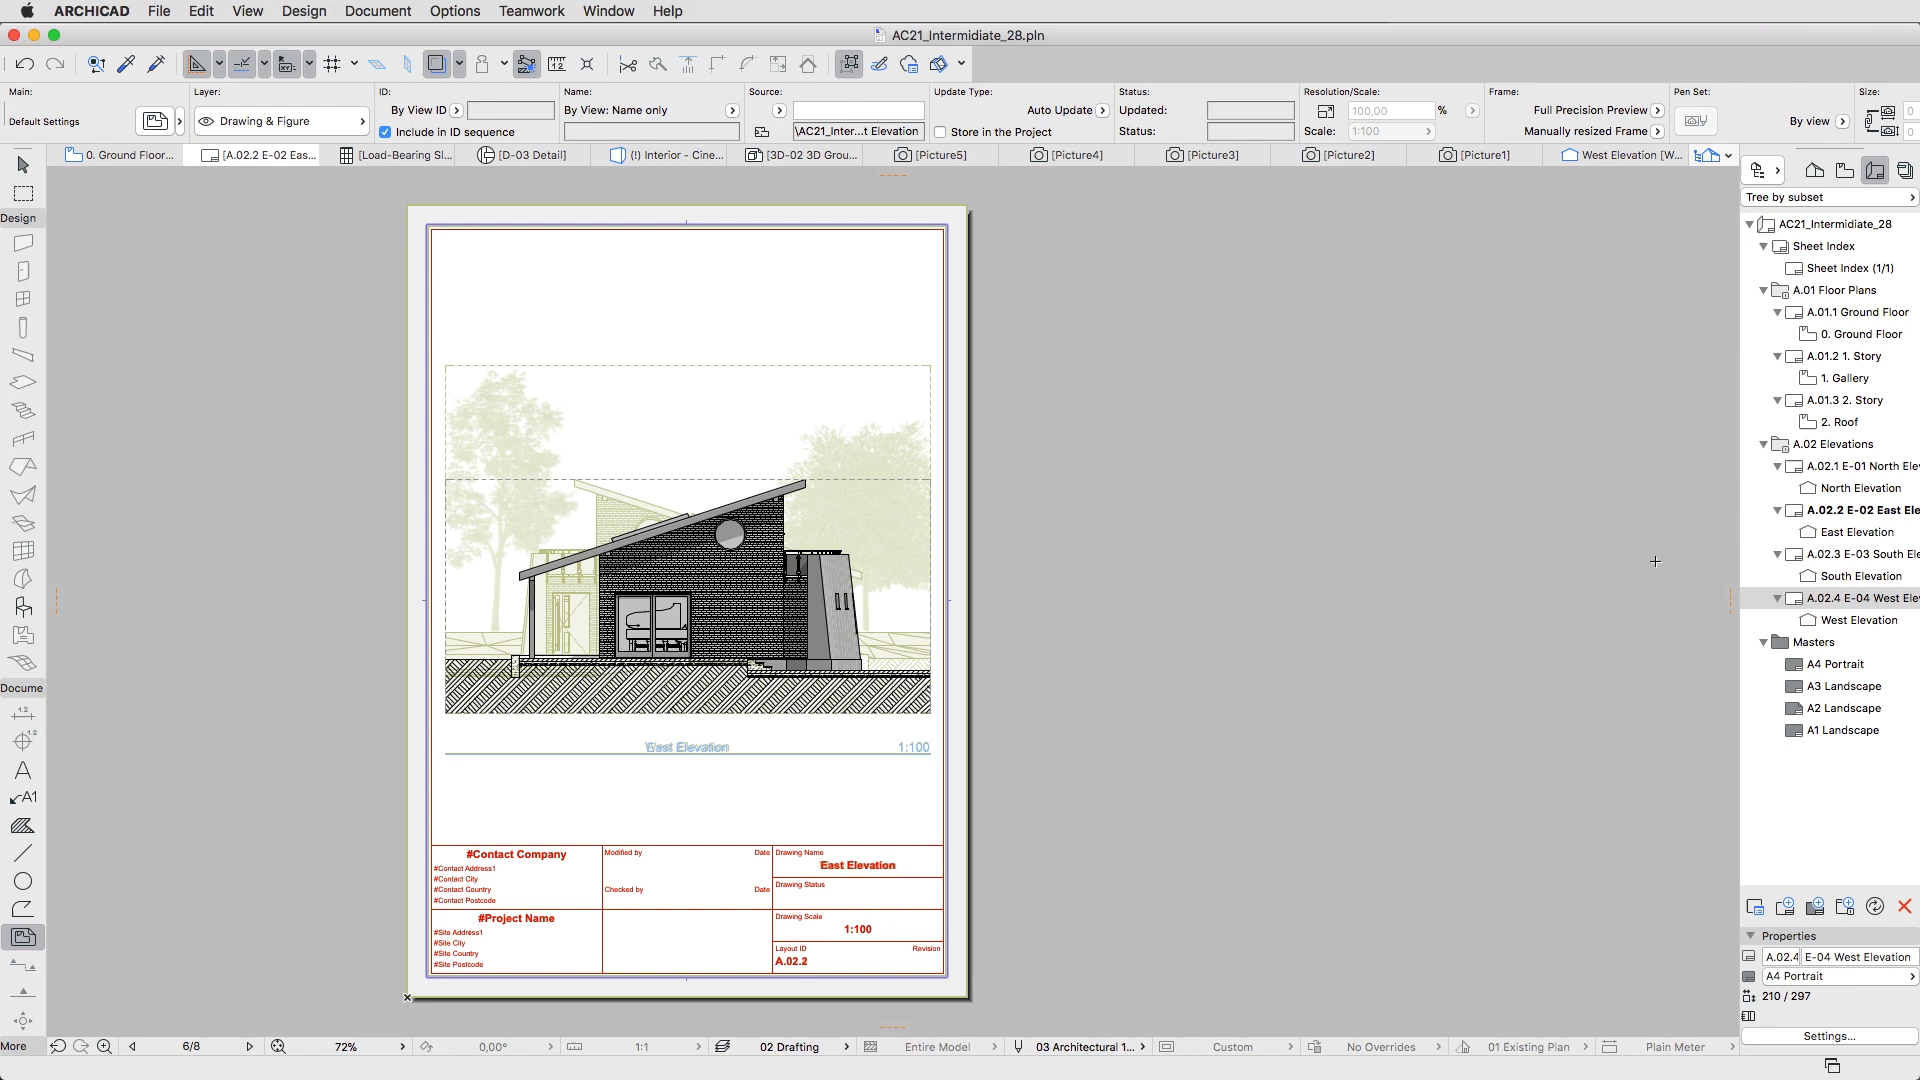 ARCHICAD File Edit View Design Document Options Teamwork Window Help
AC21_Intermidiate_28.pln
Main: Layer: ID: Name: Source: Update Type: Status: Resolution/Scale: Frame: Pen Set: Size:
By View ID By View: Name only Auto Update Updated: 100,00 % Full Precision Preview 0
Default Settings Drawing & Figure By view
Include in ID sequence \AC21_Inter...t Elevation Store in the Project Status: Scale: 1:100 Manually resized Frame 0
0. Ground Floor... [A.02.2 E-02 Eas... [Load-Bearing Sl... [D-03 Detail] (!) Interior - Cine... [3D-02 3D Grou... [Picture5] [Picture4] [Picture3] [Picture2] [Picture1] West Elevation [W...
Design
Docume
A1
More
East Elevation 1:100
#Contact Company
#Contact Address1
#Contact City
#Contact Country
#Contact Postcode
Modified by Date
Checked by Date
Drawing Name
East Elevation
Drawing Status
#Project Name
#Site Address1
#Site City
#Site Country
#Site Postcode
Drawing Scale
1:100
Layout ID Revision
A.02.2
Tree by subset
AC21_Intermidiate_28
Sheet Index
Sheet Index (1/1)
A.01 Floor Plans
A.01.1 Ground Floor
0. Ground Floor
A.01.2 1. Story
1. Gallery
A.01.3 2. Story
2. Roof
A.02 Elevations
A.02.1 E-01 North Ele
North Elevation
A.02.2 E-02 East Ele
East Elevation
A.02.3 E-03 South Ele
South Elevation
A.02.4 E-04 West Ele
West Elevation
Masters
A4 Portrait
A3 Landscape
A2 Landscape
A1 Landscape
Properties
A.02.4 E-04 West Elevation
A4 Portrait
210 / 297
Settings...
6/8 72% 0,00° 1:1 02 Drafting Entire Model 03 Architectural 1... Custom No Overrides 01 Existing Plan Plain Meter